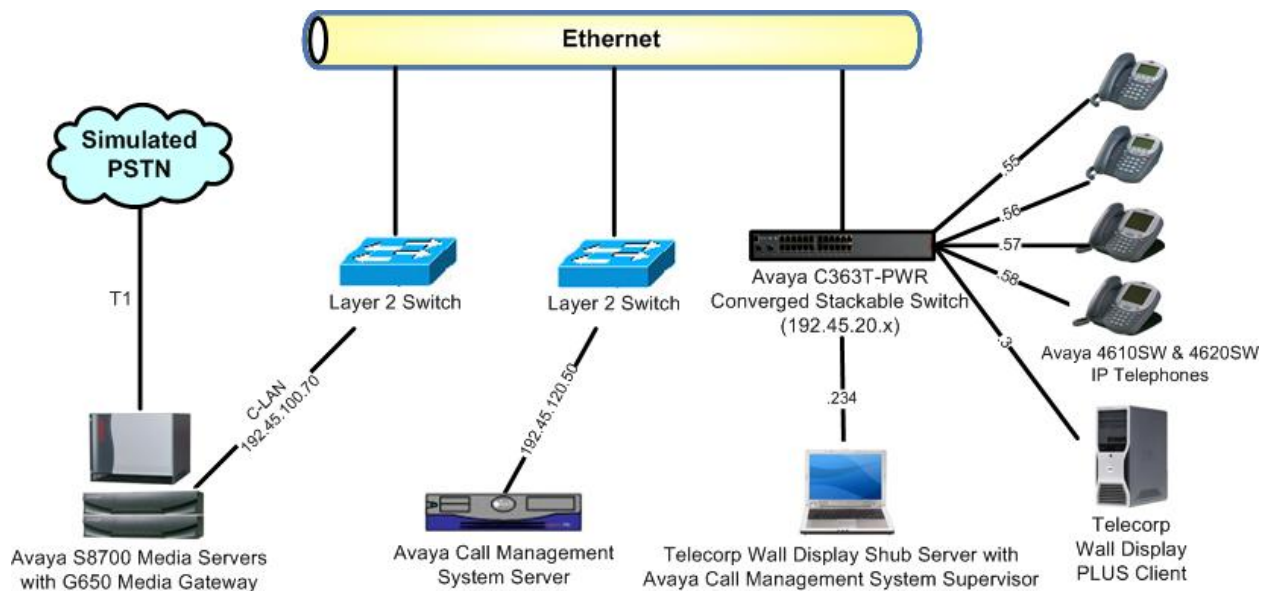 Ethernet
Simulated
PSTN
T1
Layer 2 Switch
Layer 2 Switch
Avaya C363T-PWR
Converged Stackable Switch
(192.45.20.x)
.55
.56
.57
.58
.3
Avaya 4610SW & 4620SW
IP Telephones
C-LAN
192.45.100.70
192.45.120.50
.234
Avaya S8700 Media Servers
with G650 Media Gateway
Avaya Call Management
System Server
Telecorp Wall Display Shub Server with
Avaya Call Management System Supervisor
Telecorp
Wall Display
PLUS Client